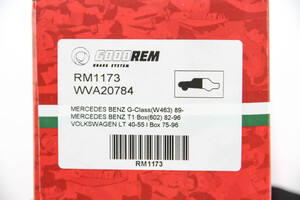 GOODREM
BRAKE SYSTEM
RM1173
WVA20784
MERCEDES BENZ G-Class(W463) 89-
MERCEDES BENZ T1 Box(602) 82-96
VOLKSWAGEN LT 40-55 I Box 75-96
RM1173